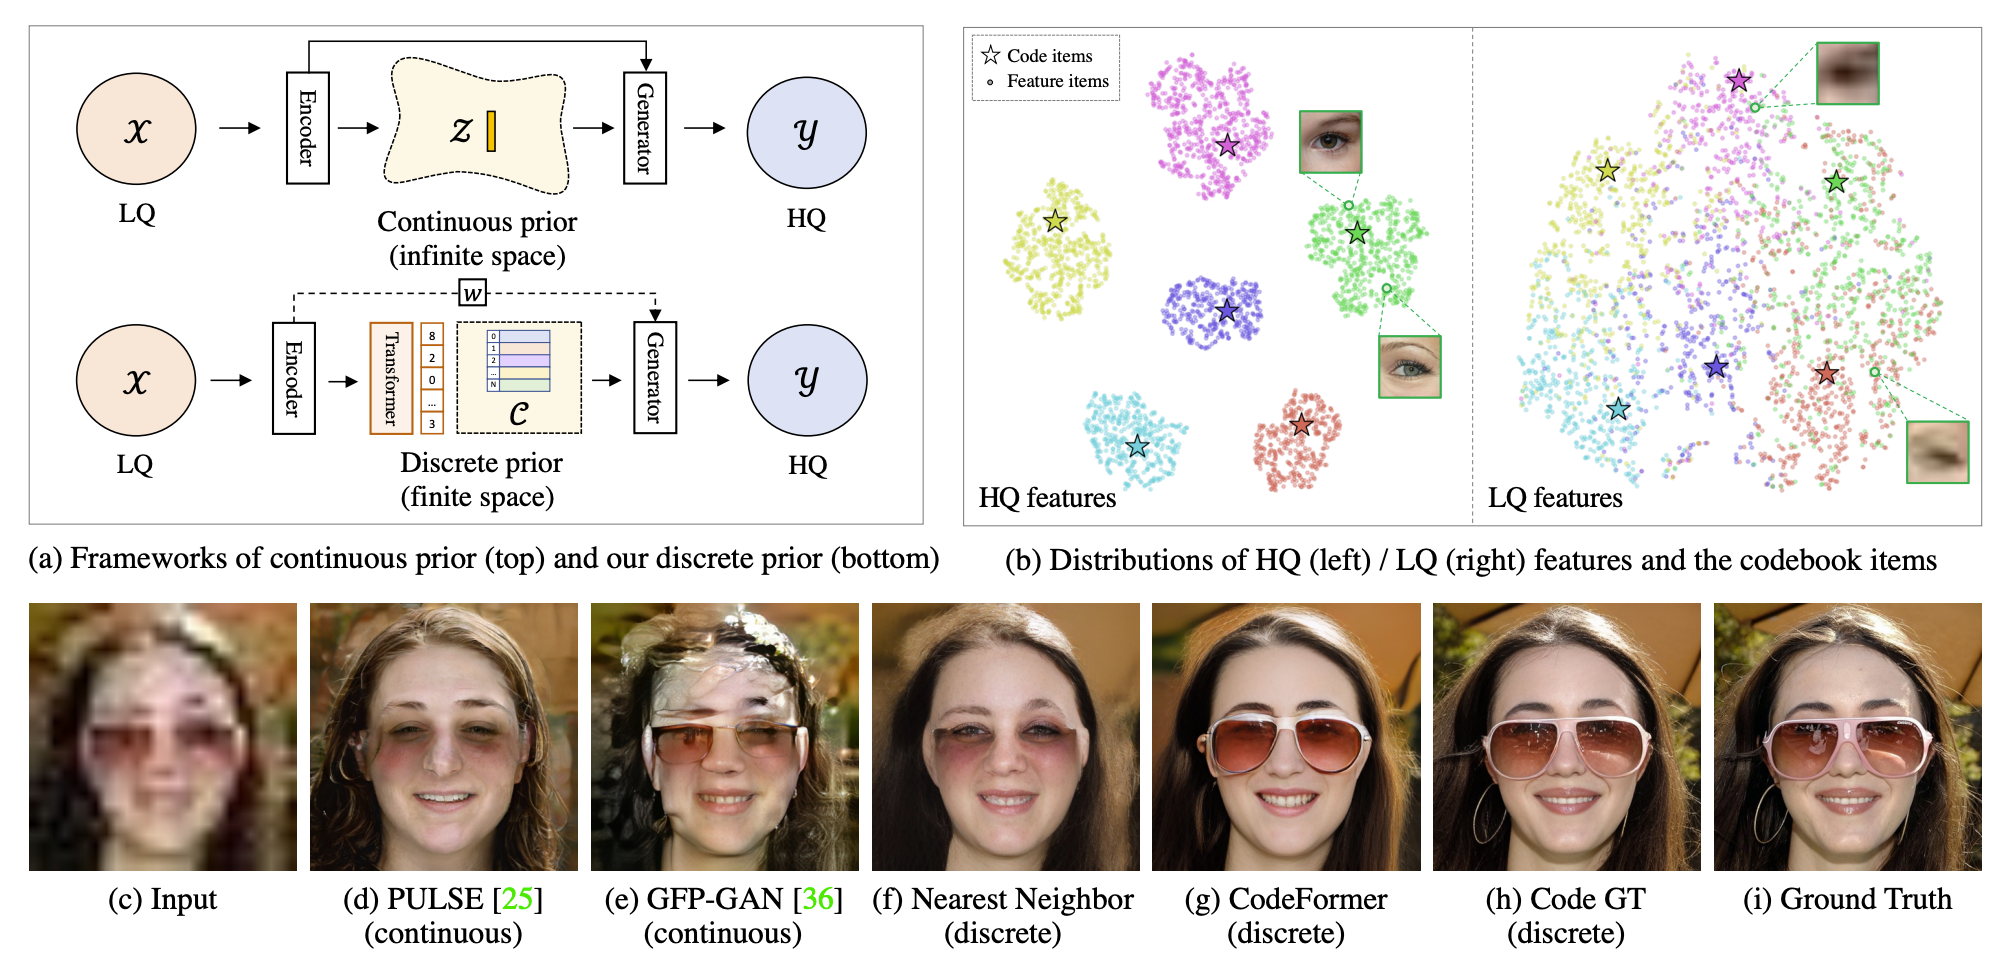 𝒳
LQ
Encoder
𝒵
Continuous prior
(infinite space)
Generator
𝒴
HQ
𝒳
LQ
Encoder
w
Transformer
8
2
0
...
3
0
1
2
...
N
𝒞
Discrete prior
(finite space)
Generator
𝒴
HQ
(a) Frameworks of continuous prior (top) and our discrete prior (bottom)
Code items
Feature items
HQ features
LQ features
(b) Distributions of HQ (left) / LQ (right) features and the codebook items
(c) Input
(d) PULSE [25]
(continuous)
(e) GFP-GAN [36]
(continuous)
(f) Nearest Neighbor
(discrete)
(g) CodeFormer
(discrete)
(h) Code GT
(discrete)
(i) Ground Truth